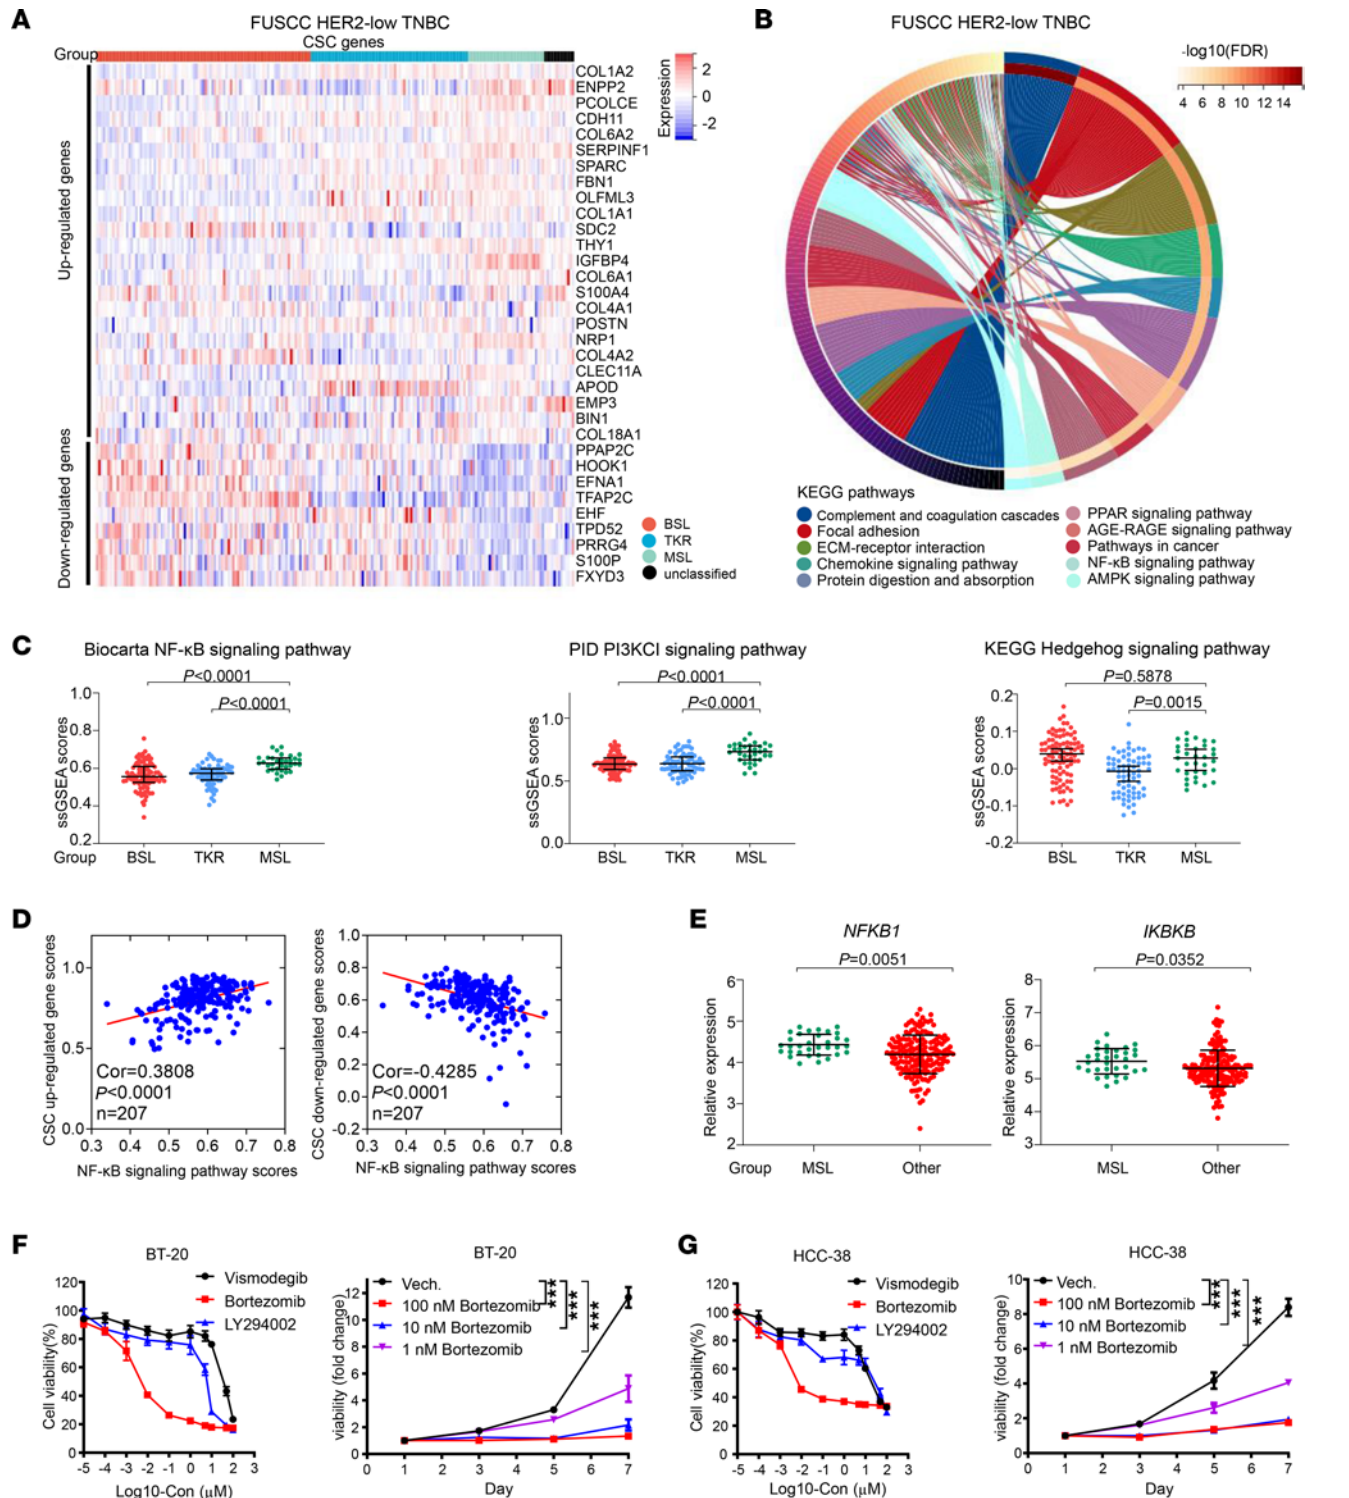 A
FUSCC HER2-low TNBC
CSC genes
Group
Up-regulated genes
Down-regulated genes
COL1A2
ENPP2
PCOLCE
CDH11
COL6A2
SERPINF1
SPARC
FBN1
OLFML3
COL1A1
SDC2
THY1
IGFBP4
COL6A1
S100A4
COL4A1
POSTN
NRP1
COL4A2
CLEC11A
APOD
EMP3
BIN1
COL18A1
PPAP2C
HOOK1
EFNA1
TFAP2C
EHF
TPD52
PRRG4
S100P
FXYD3
Expression
2
0
-2
BSL
TKR
MSL
unclassified
B
FUSCC HER2-low TNBC
-log10(FDR)
4 6 8 10 12 14
KEGG pathways
Complement and coagulation cascades
Focal adhesion
ECM-receptor interaction
Chemokine signaling pathway
Protein digestion and absorption
PPAR signaling pathway
AGE-RAGE signaling pathway
Pathways in cancer
NF-κB signaling pathway
AMPK signaling pathway
C
Biocarta NF-κB signaling pathway
P<0.0001
P<0.0001
ssGSEA scores
1.0
0.8
0.6
0.4
0.2
Group BSL TKR MSL
PID PI3KCI signaling pathway
P<0.0001
P<0.0001
ssGSEA scores
1.0
0.5
0.0
BSL TKR MSL
KEGG Hedgehog signaling pathway
P=0.5878
P=0.0015
ssGSEA scores
0.2
0.1
0.0
-0.1
-0.2
BSL TKR MSL
D
CSC up-regulated gene scores
1.0
0.5
0.0
Cor=0.3808
P<0.0001
n=207
0.3 0.4 0.5 0.6 0.7 0.8
NF-κB signaling pathway scores
CSC down-regulated gene scores
1.0
0.8
0.6
0.4
0.2
0.0
-0.2
Cor=-0.4285
P<0.0001
n=207
0.3 0.4 0.5 0.6 0.7 0.8
NF-κB signaling pathway scores
E
NFKB1
P=0.0051
Relative expression
6
5
4
3
2
Group MSL Other
IKBKB
P=0.0352
Relative expression
8
7
6
5
4
3
MSL Other
F
BT-20
Cell viability(%)
120
100
80
60
40
20
0
Vismodegib
Bortezomib
LY294002
-5 -4 -3 -2 -1 0 1 2 3
Log10-Con (μM)
BT-20
viability (fold change)
12
10
8
6
4
2
0
Vech.
100 nM Bortezomib
10 nM Bortezomib
1 nM Bortezomib
***
***
***
0 1 2 3 4 5 6 7
Day
G
HCC-38
Cell viability(%)
120
100
80
60
40
20
0
Vismodegib
Bortezomib
LY294002
-5 -4 -3 -2 -1 0 1 2 3
Log10-Con (μM)
HCC-38
viability (fold change)
10
8
6
4
2
0
Vech.
100 nM Bortezomib
10 nM Bortezomib
1 nM Bortezomib
***
***
***
0 1 2 3 4 5 6 7
Day